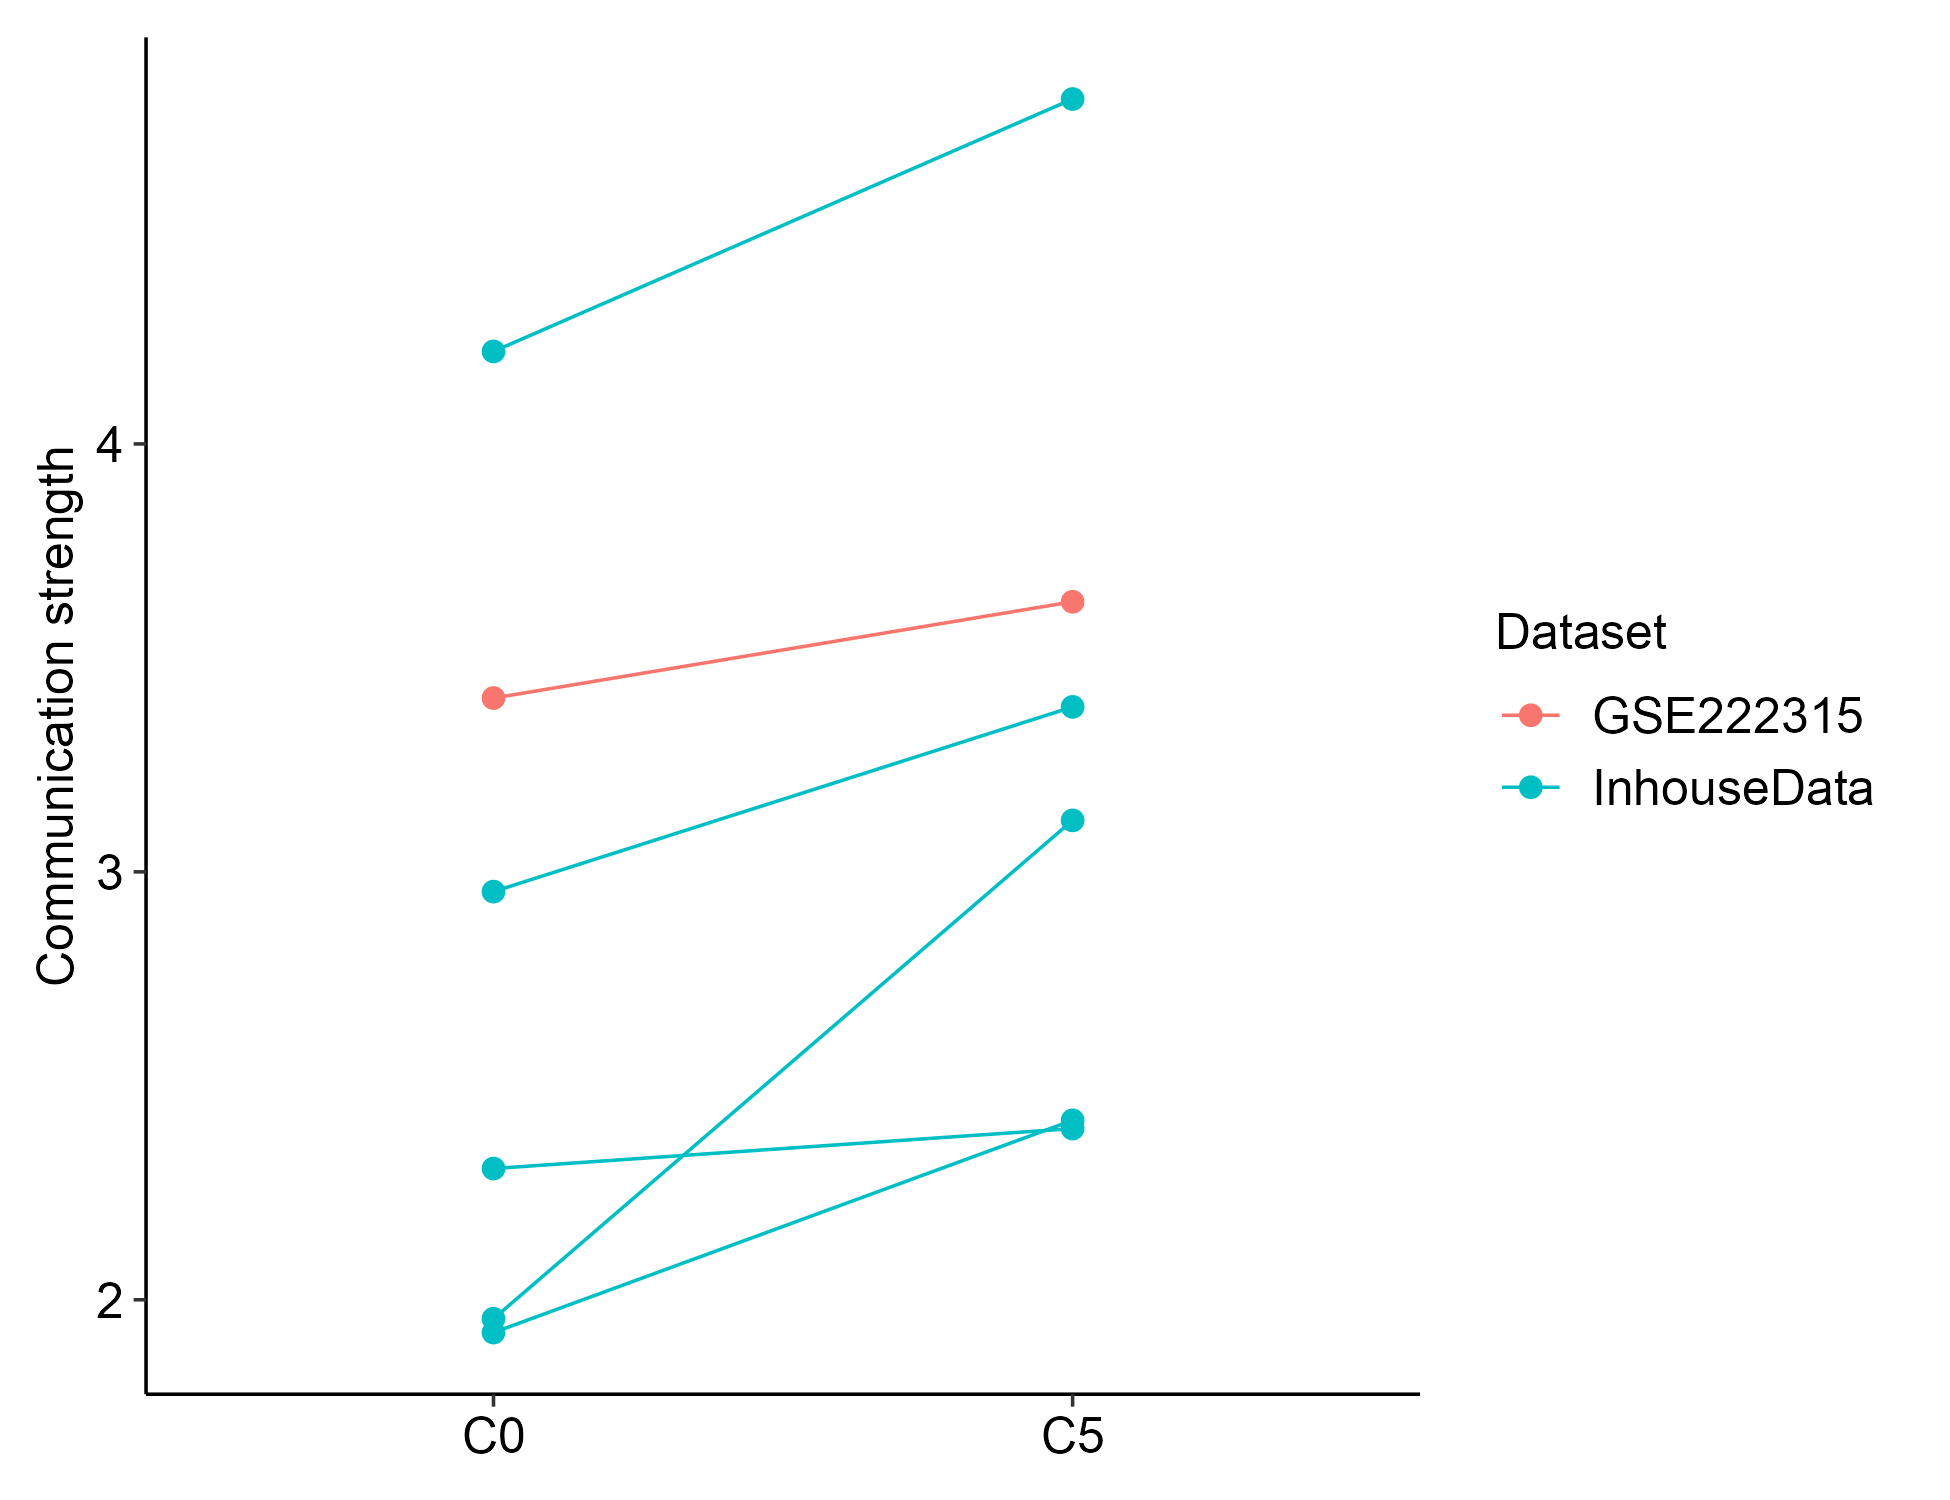 Communication strength
4
3
2
C0
C5
Dataset
GSE222315
InhouseData